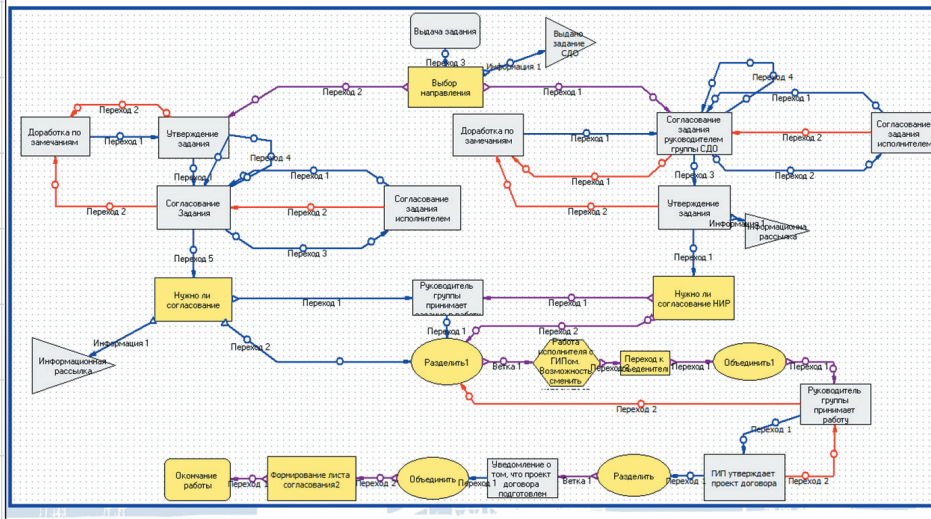 Выдача задания
Выдано
задание
СДО
Переход 3
Информация 1
Выбор
направления
Переход 2
Переход 1
Переход 4
Переход 2
Доработка по
замечаниям
Переход 1
Утверждение
задания
Переход 4
Доработка по
замечаниям
Переход 1
Согласование
задания
руководителем
группы СДО
Переход 1
Переход 2
Согласование
задания
исполнителем
Переход 1
Переход 2
Переход 3
Переход 1
Переход 1
Переход 2
Согласование
Задания
Переход 2
Согласование
задания
исполнителем
Переход 3
Переход 2
Утверждение
задания
Информация 1
рассылка
Переход 5
Переход 1
Нужно ли
согласование
Переход 1
Руководитель
группы
принимает
Переход 1
Нужно ли
согласование НИР
Информация 1
Переход 2
Переход 1
Переход 2
Информационная
рассылка
Разделить1
Ветка 1
Работа
исполнителя с
ГИПом.
Возможность
сменить
Переход к
Переход 1
Объединить1
Переход 1
Переход 2
Руководитель
группы
принимает
работу
Переход 1
Окончание
работы
Переход
Формирование листа
согласования2
Переход 2
Объединить
Переход 1
Уведомление о
том, что проект
договора
подготовлен
Ветка 1
Разделить
Переход 1
ГИП утверждает
проект договора
Переход 2